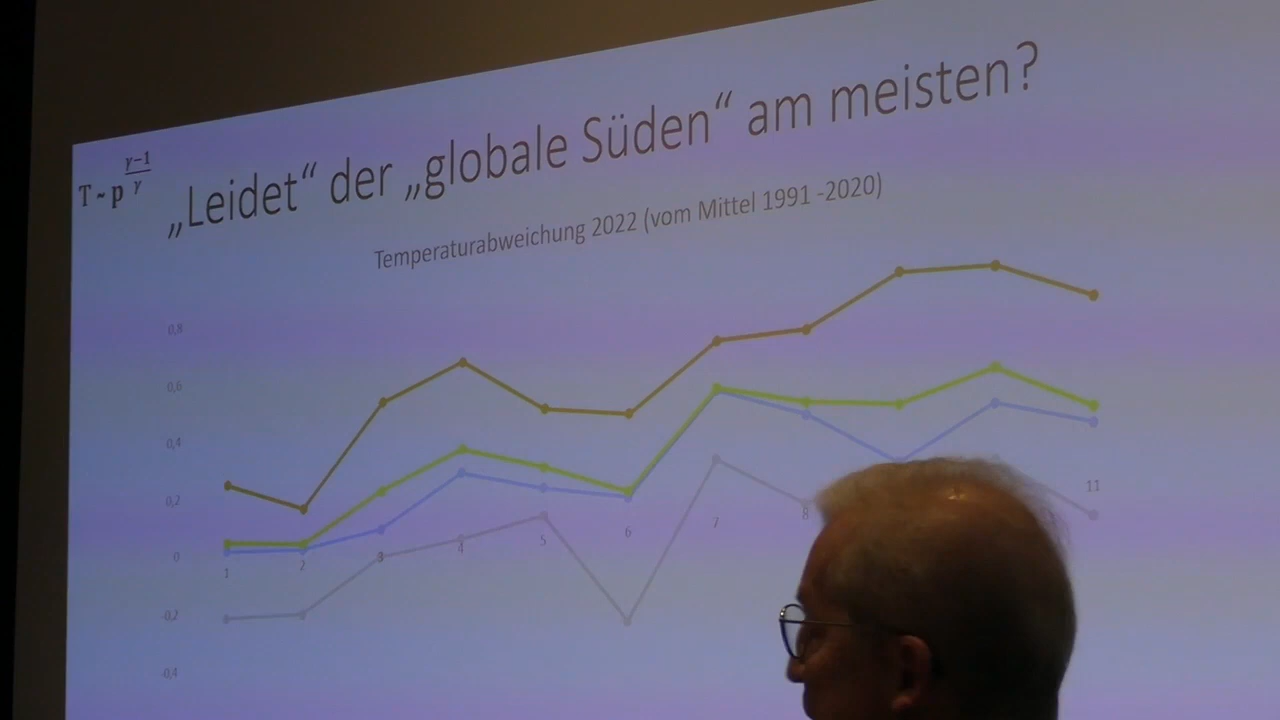 „Leidet“ der „globale Süden“ am meisten?
T ~ p^(γ−1)/γ
Temperaturabweichung 2022 (vom Mittel 1991 -2020)
0,8
0,6
0,4
0,2
0
-0,2
-0,4
1 2 3 4 5 6 7 8 11